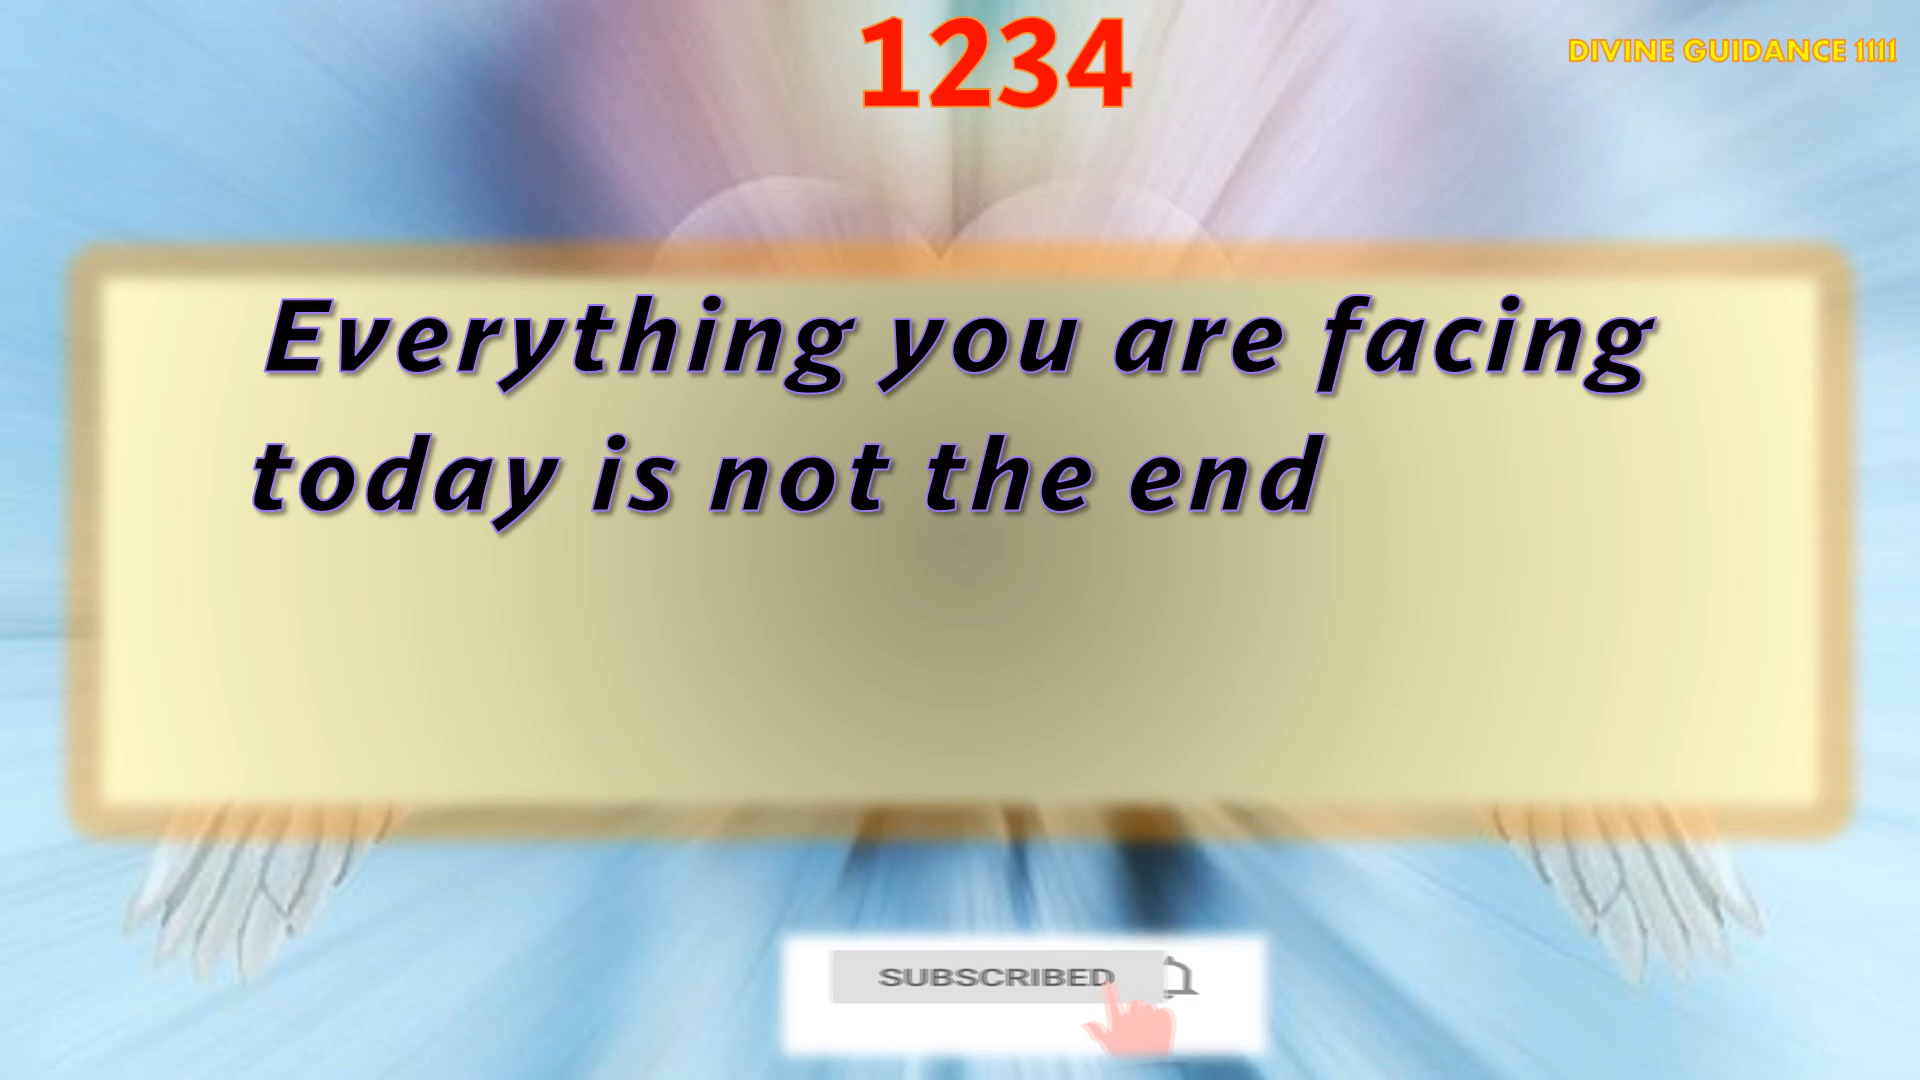 1234
DIVINE GUIDANCE 1111
Everything you are facing
today is not the end
SUBSCRIBED